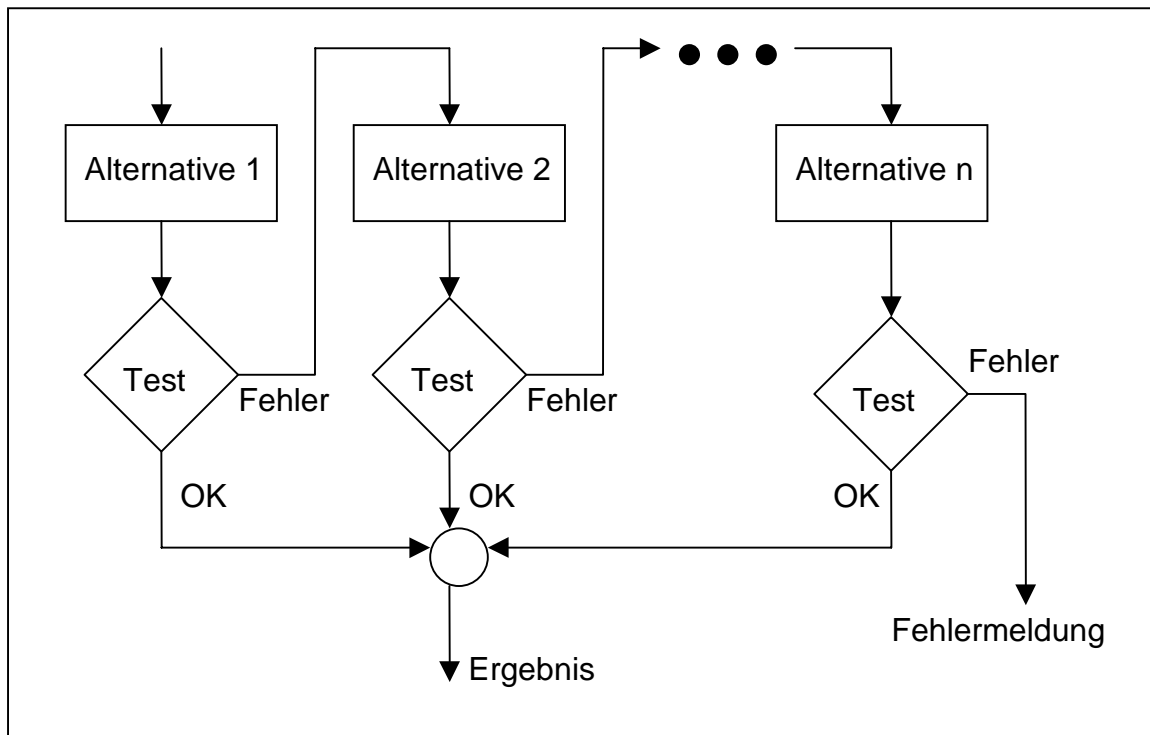 Alternative 1
Alternative 2
Alternative n
Test
Fehler
Test
Fehler
Test
Fehler
OK
OK
OK
Ergebnis
Fehlermeldung